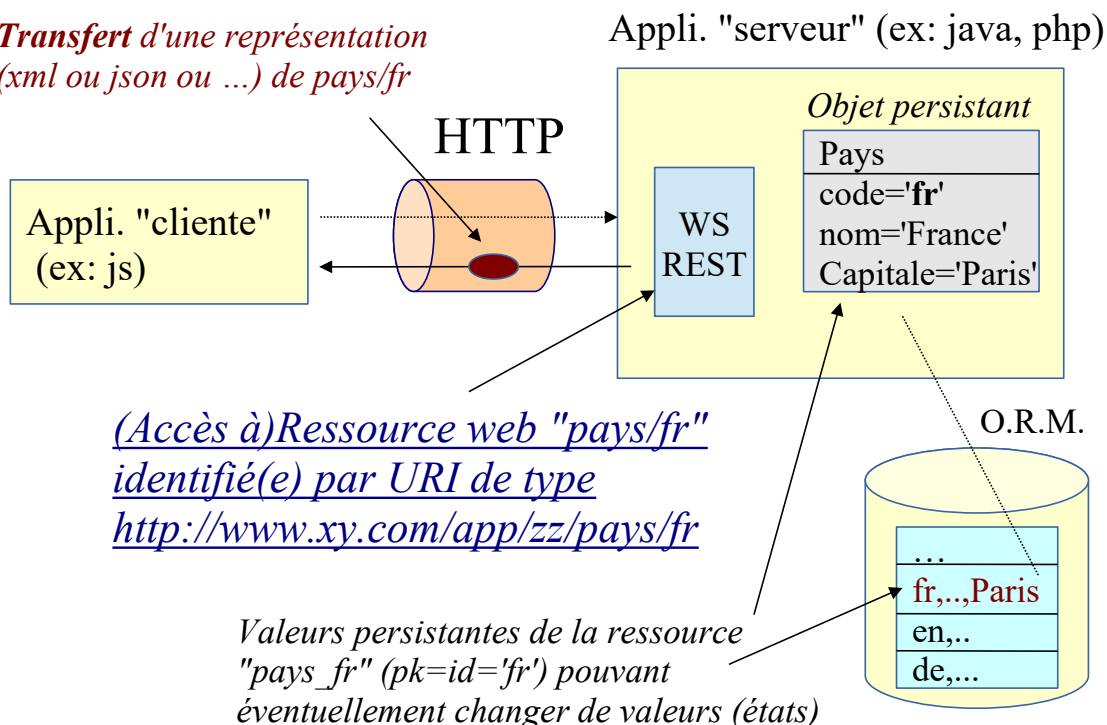 Transfert d'une représentation
(xml ou json ou ...) de pays/fr
Appli. "serveur" (ex: java, php)
HTTP
Objet persistant
Pays
code='fr'
nom='France'
Capitale='Paris'
Appli. "cliente"
(ex: js)
WS
REST
(Accès à)Ressource web "pays/fr"
identifié(e) par URI de type
http://www.xy.com/app/zz/pays/fr
O.R.M.
...
fr,..,Paris
en,..
de,...
Valeurs persistantes de la ressource
"pays_fr" (pk=id='fr') pouvant
éventuellement changer de valeurs (états)